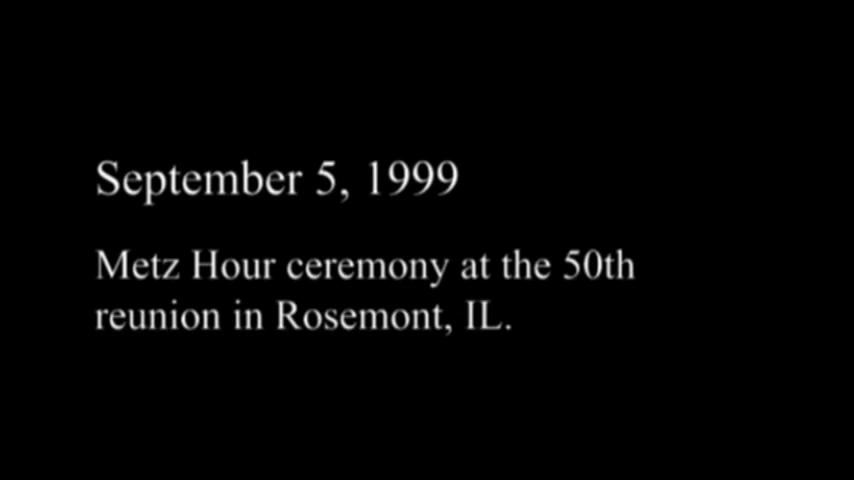 September 5, 1999
Metz Hour ceremony at the 50th
reunion in Rosemont, IL.